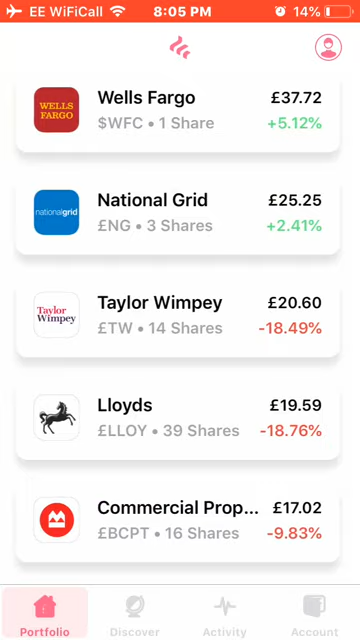 EE WiFiCall 8:05 PM 14%
Wells Fargo £37.72
WELLS
FARGO
$WFC • 1 Share +5.12%
National Grid £25.25
nationalgrid
£NG • 3 Shares +2.41%
Taylor Wimpey £20.60
Taylor
Wimpey
£TW • 14 Shares -18.49%
Lloyds £19.59
£LLOY • 39 Shares -18.76%
Commercial Prop... £17.02
£BCPT • 16 Shares -9.83%
Portfolio Discover Activity Account